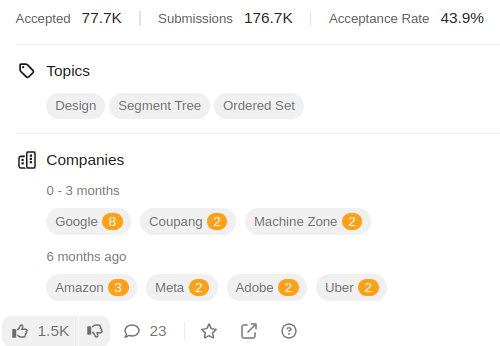 Accepted 77.7K Submissions 176.7K Acceptance Rate 43.9%
Topics
Design Segment Tree Ordered Set
Companies
0 - 3 months
Google 8 Coupang 2 Machine Zone 2
6 months ago
Amazon 3 Meta 2 Adobe 2 Uber 2
1.5K 23